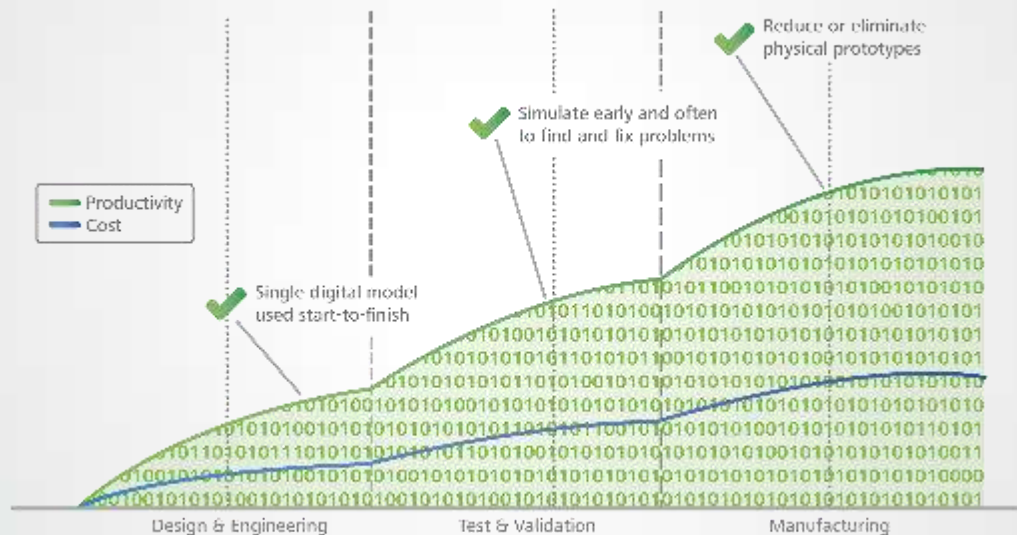 Reduce or eliminate
physical prototypes
Simulate early and often
to find and fix problems
Productivity
Cost
Single digital model
used start-to-finish
Design & Engineering
Test & Validation
Manufacturing